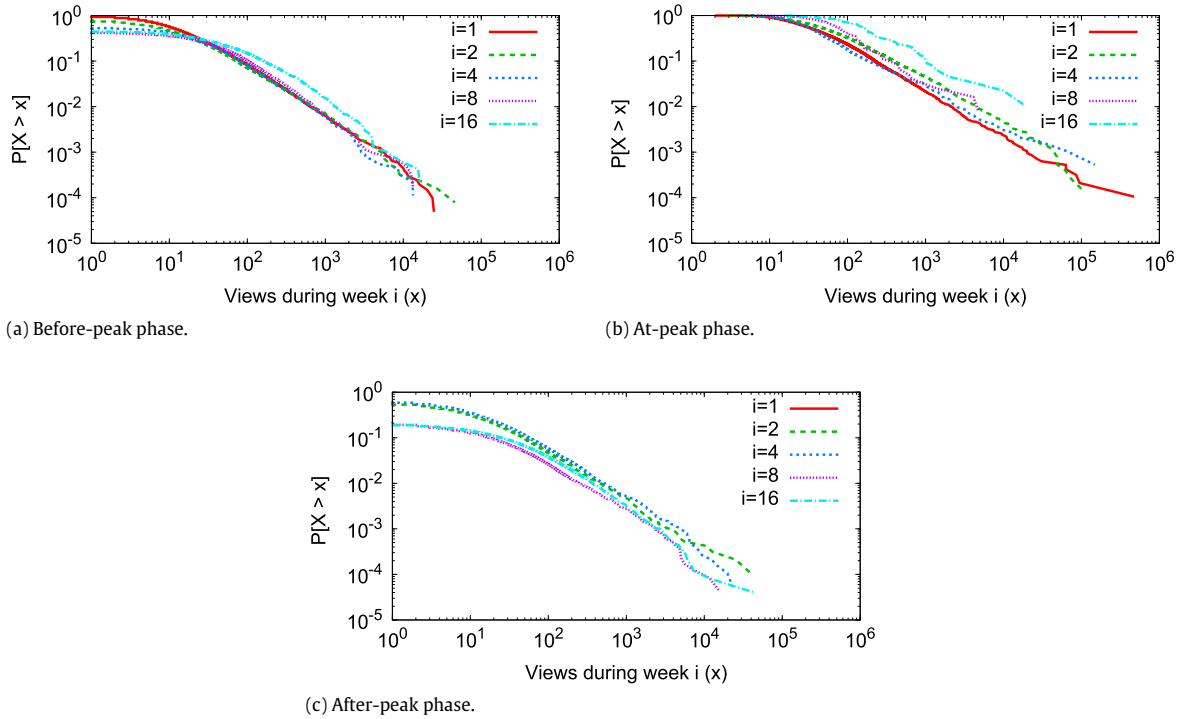 10^0
10^-1
10^-2
10^-3
10^-4
10^-5
P[X > x]
i=1
i=2
i=4
i=8
i=16
10^0 10^1 10^2 10^3 10^4 10^5 10^6
Views during week i (x)
(a) Before-peak phase.
10^0
10^-1
10^-2
10^-3
10^-4
10^-5
P[X > x]
i=1
i=2
i=4
i=8
i=16
10^0 10^1 10^2 10^3 10^4 10^5 10^6
Views during week i (x)
(b) At-peak phase.
10^0
10^-1
10^-2
10^-3
10^-4
10^-5
P[X > x]
i=1
i=2
i=4
i=8
i=16
10^0 10^1 10^2 10^3 10^4 10^5 10^6
Views during week i (x)
(c) After-peak phase.